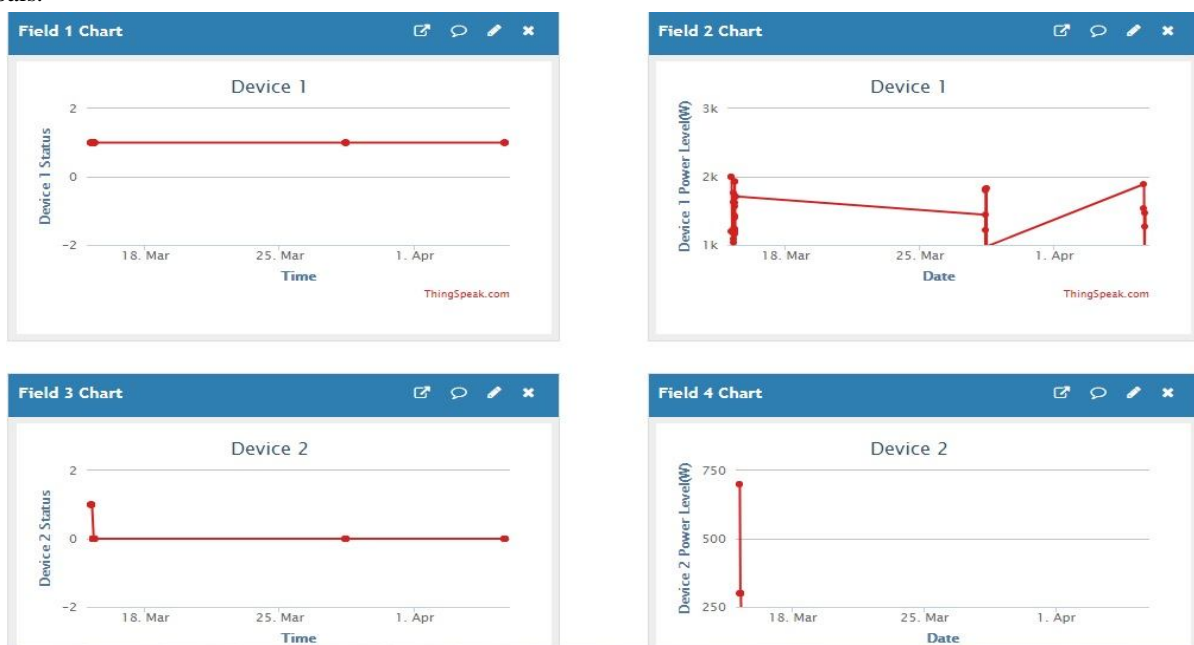 Field 1 Chart
Device 1
Device 1 Status
2
0
-2
18. Mar
25. Mar
1. Apr
Time
ThingSpeak.com
Field 2 Chart
Device 1
Device 1 Power Level(W)
3k
2k
1k
18. Mar
25. Mar
1. Apr
Date
ThingSpeak.com
Field 3 Chart
Device 2
Device 2 Status
2
0
-2
18. Mar
25. Mar
1. Apr
Time
Field 4 Chart
Device 2
Device 2 Power Level(W)
750
500
250
18. Mar
25. Mar
1. Apr
Date